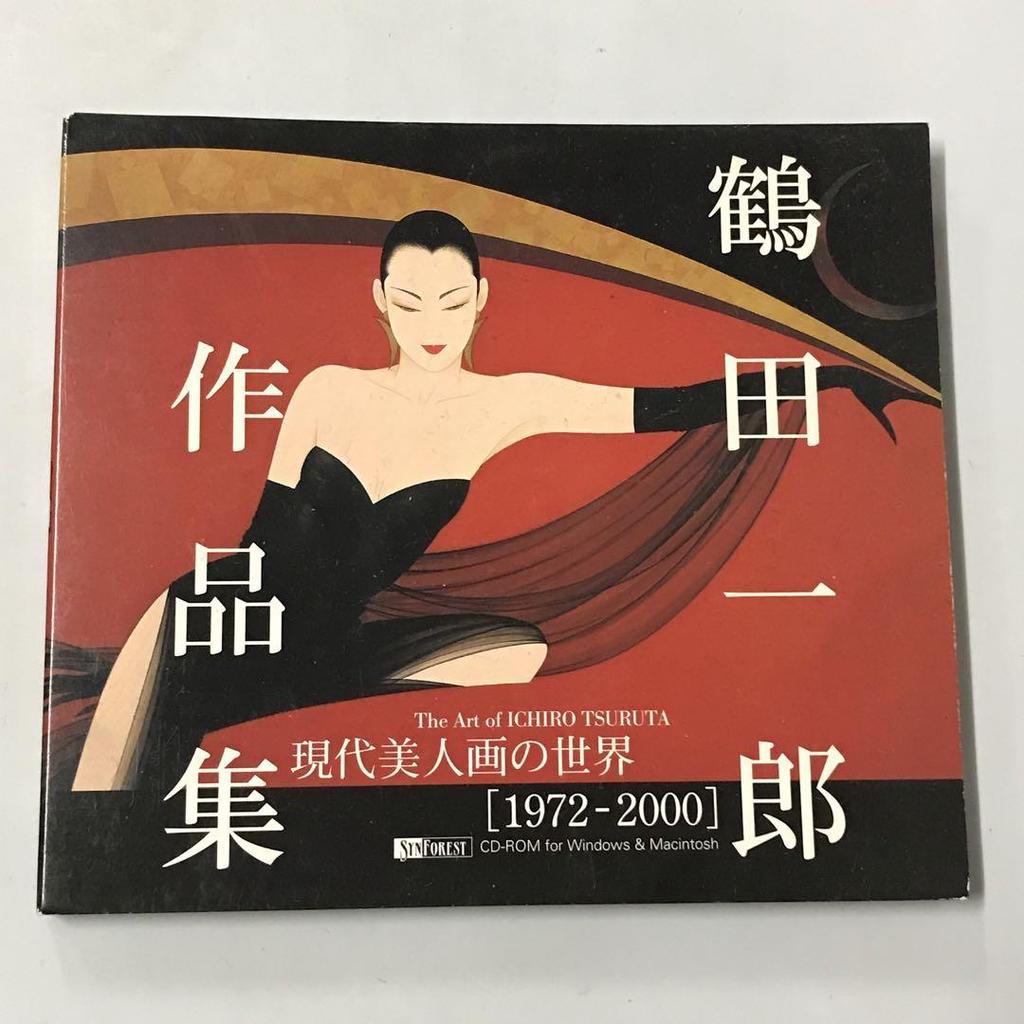 鶴田一郎
作品集
The Art of ICHIRO TSURUTA
現代美人画の世界
[1972-2000]
SYNFOREST CD-ROM for Windows & Macintosh